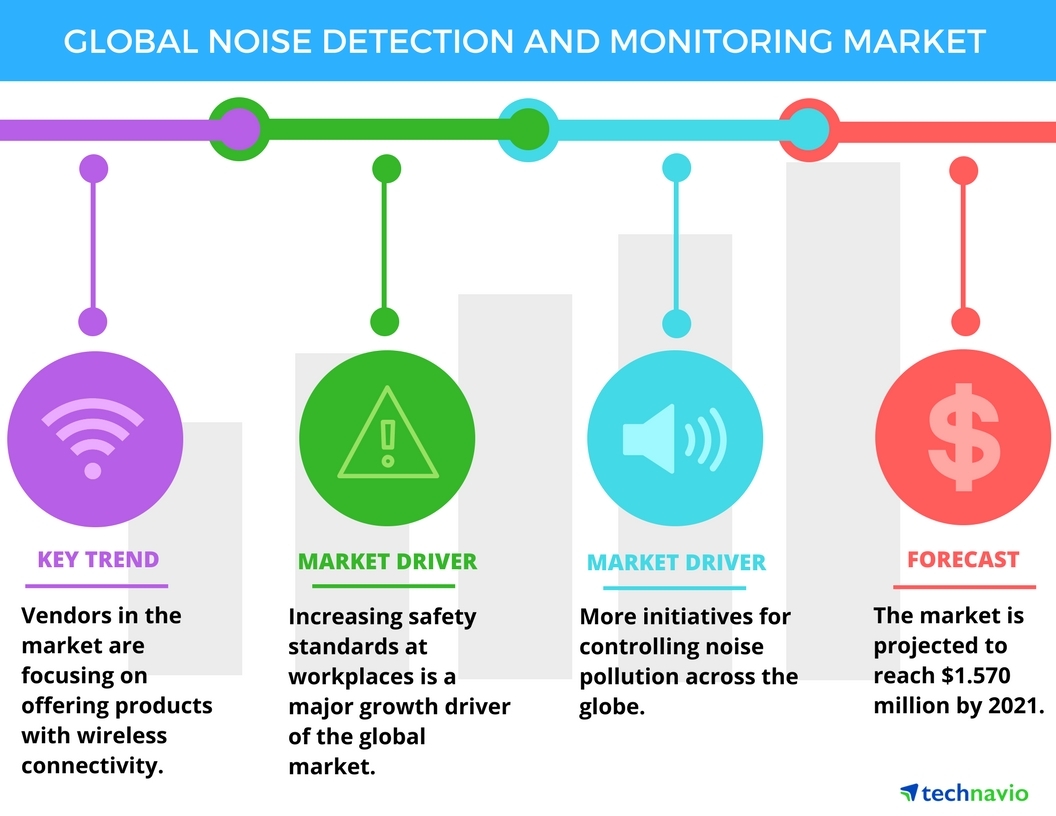 GLOBAL NOISE DETECTION AND MONITORING MARKET
KEY TREND
Vendors in the
market are
focusing on
offering products
with wireless
connectivity.
MARKET DRIVER
Increasing safety
standards at
workplaces is a
major growth driver
of the global
market.
MARKET DRIVER
More initiatives for
controlling noise
pollution across the
globe.
FORECAST
The market is
projected to
reach $1.570
million by 2021.
technavio